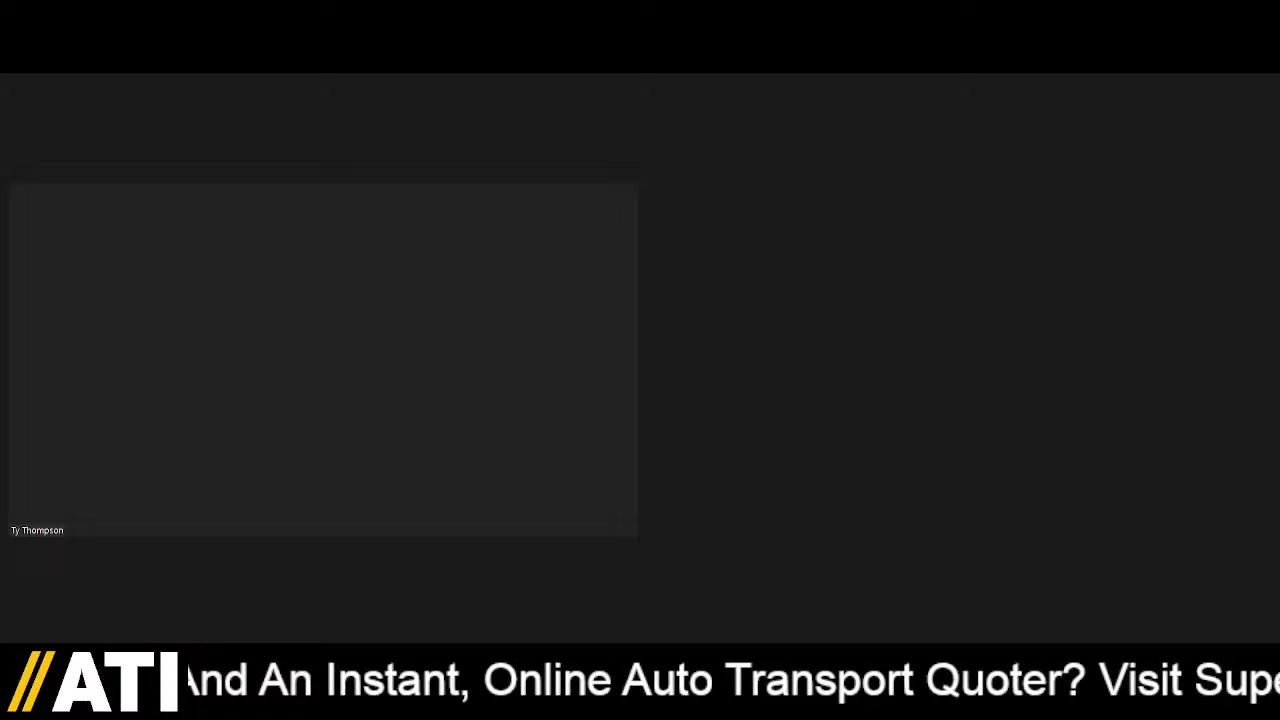 Ty Thompson
//ATI And An Instant, Online Auto Transport Quoter? Visit Supe